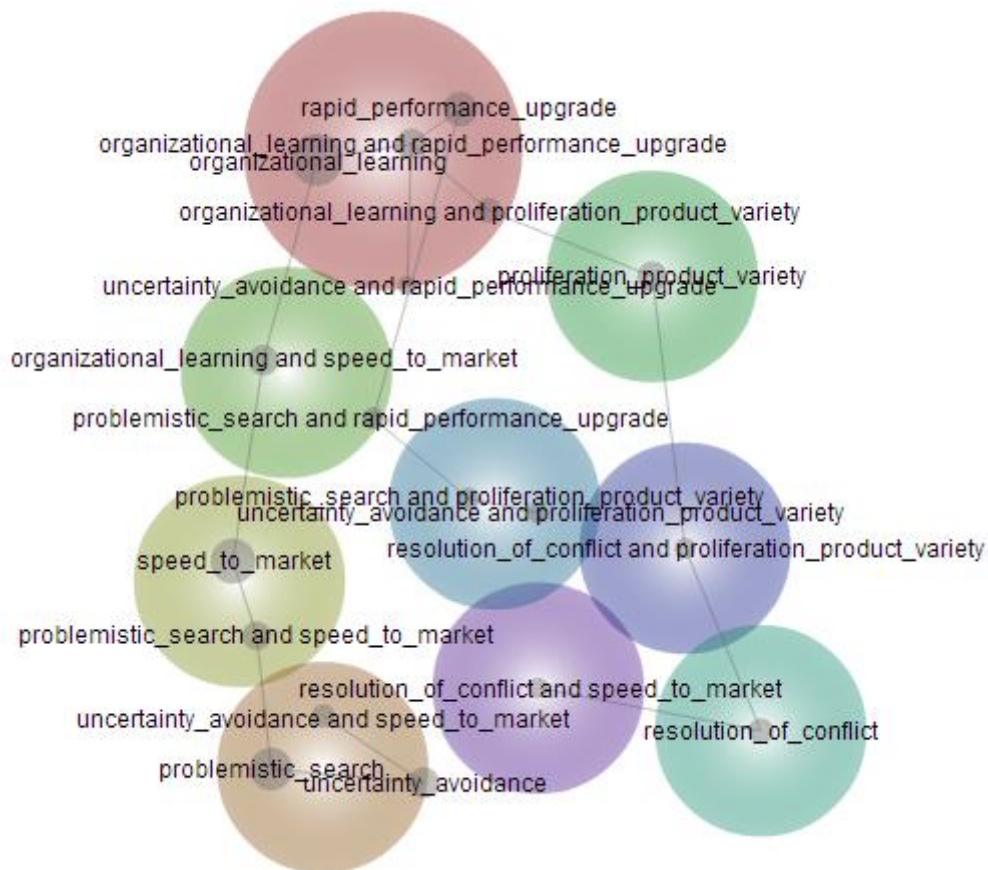 rapid_performance_upgrade
organizational_learning and rapid_performance_upgrade
organizational_learning
organizational_learning and proliferation_product_variety
proliferation_product_variety
uncertainty_avoidance and rapid_performance_upgrade
organizational_learning and speed_to_market
problemistic_search and rapid_performance_upgrade
problemistic_search and proliferation_product_variety
uncertainty_avoidance and proliferation_product_variety
resolution_of_conflict and proliferation_product_variety
speed_to_market
problemistic_search and speed_to_market
resolution_of_conflict and speed_to_market
uncertainty_avoidance and speed_to_market
resolution_of_conflict
problemistic_search
uncertainty_avoidance